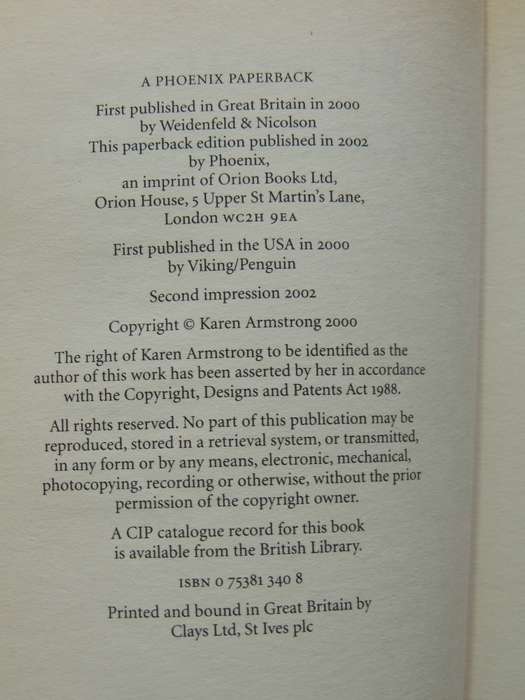 A PHOENIX PAPERBACK
First published in Great Britain in 2000
by Weidenfeld & Nicolson
This paperback edition published in 2002
by Phoenix,
an imprint of Orion Books Ltd,
Orion House, 5 Upper St Martin's Lane,
London WC2H 9EA
First published in the USA in 2000
by Viking/Penguin
Second impression 2002
Copyright © Karen Armstrong 2000
The right of Karen Armstrong to be identified as the
author of this work has been asserted by her in accordance
with the Copyright, Designs and Patents Act 1988.
All rights reserved. No part of this publication may be
reproduced, stored in a retrieval system, or transmitted,
in any form or by any means, electronic, mechanical,
photocopying, recording or otherwise, without the prior
permission of the copyright owner.
A CIP catalogue record for this book
is available from the British Library.
ISBN 0 75381 340 8
Printed and bound in Great Britain by
Clays Ltd, St Ives plc